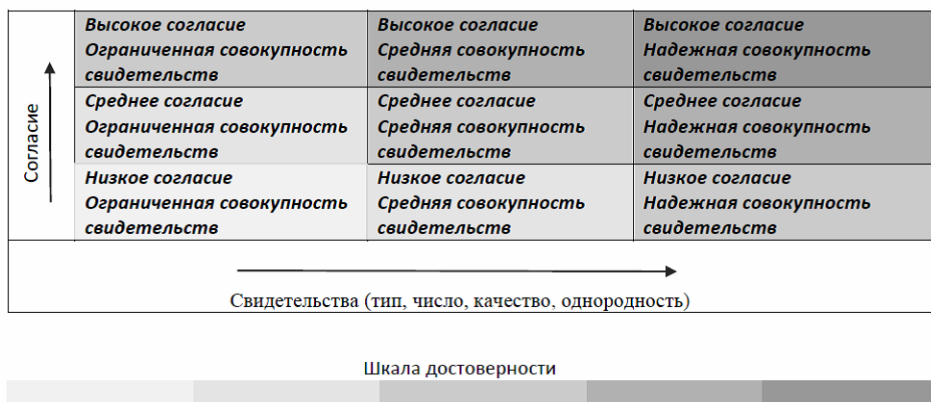 Высокое согласие
Ограниченная совокупность
свидетельств
Высокое согласие
Средняя совокупность
свидетельств
Высокое согласие
Надежная совокупность
свидетельств
Согласие
Среднее согласие
Ограниченная совокупность
свидетельств
Среднее согласие
Средняя совокупность
свидетельств
Среднее согласие
Надежная совокупность
свидетельств
Низкое согласие
Ограниченная совокупность
свидетельств
Низкое согласие
Средняя совокупность
свидетельств
Низкое согласие
Надежная совокупность
свидетельств
Свидетельства (тип, число, качество, однородность)
Шкала достоверности